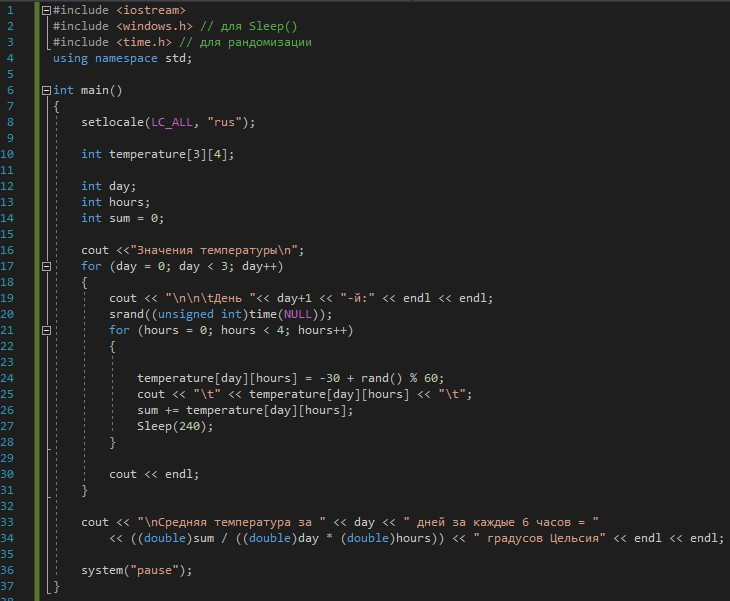 1 #include <iostream>
2 #include <windows.h> // для Sleep()
3 #include <time.h> // для рандомизации
4 using namespace std;
5
6 int main()
7 {
8 setlocale(LC_ALL, "rus");
9
10 int temperature[3][4];
11
12 int day;
13 int hours;
14 int sum = 0;
15
16 cout <<"Значения температуры\n";
17 for (day = 0; day < 3; day++)
18 {
19 cout << "\n\n\tДень "<< day+1 << "-й:" << endl << endl;
20 srand((unsigned int)time(NULL));
21 for (hours = 0; hours < 4; hours++)
22 {
23
24 temperature[day][hours] = -30 + rand() % 60;
25 cout << "\t" << temperature[day][hours] << "\t";
26 sum += temperature[day][hours];
27 Sleep(240);
28 }
29
30 cout << endl;
31 }
32
33 cout << "\nСредняя температура за " << day << " дней за каждые 6 часов = "
34 << ((double)sum / ((double)day * (double)hours)) << " градусов Цельсия" << endl << endl;
35
36 system("pause");
37 }
38